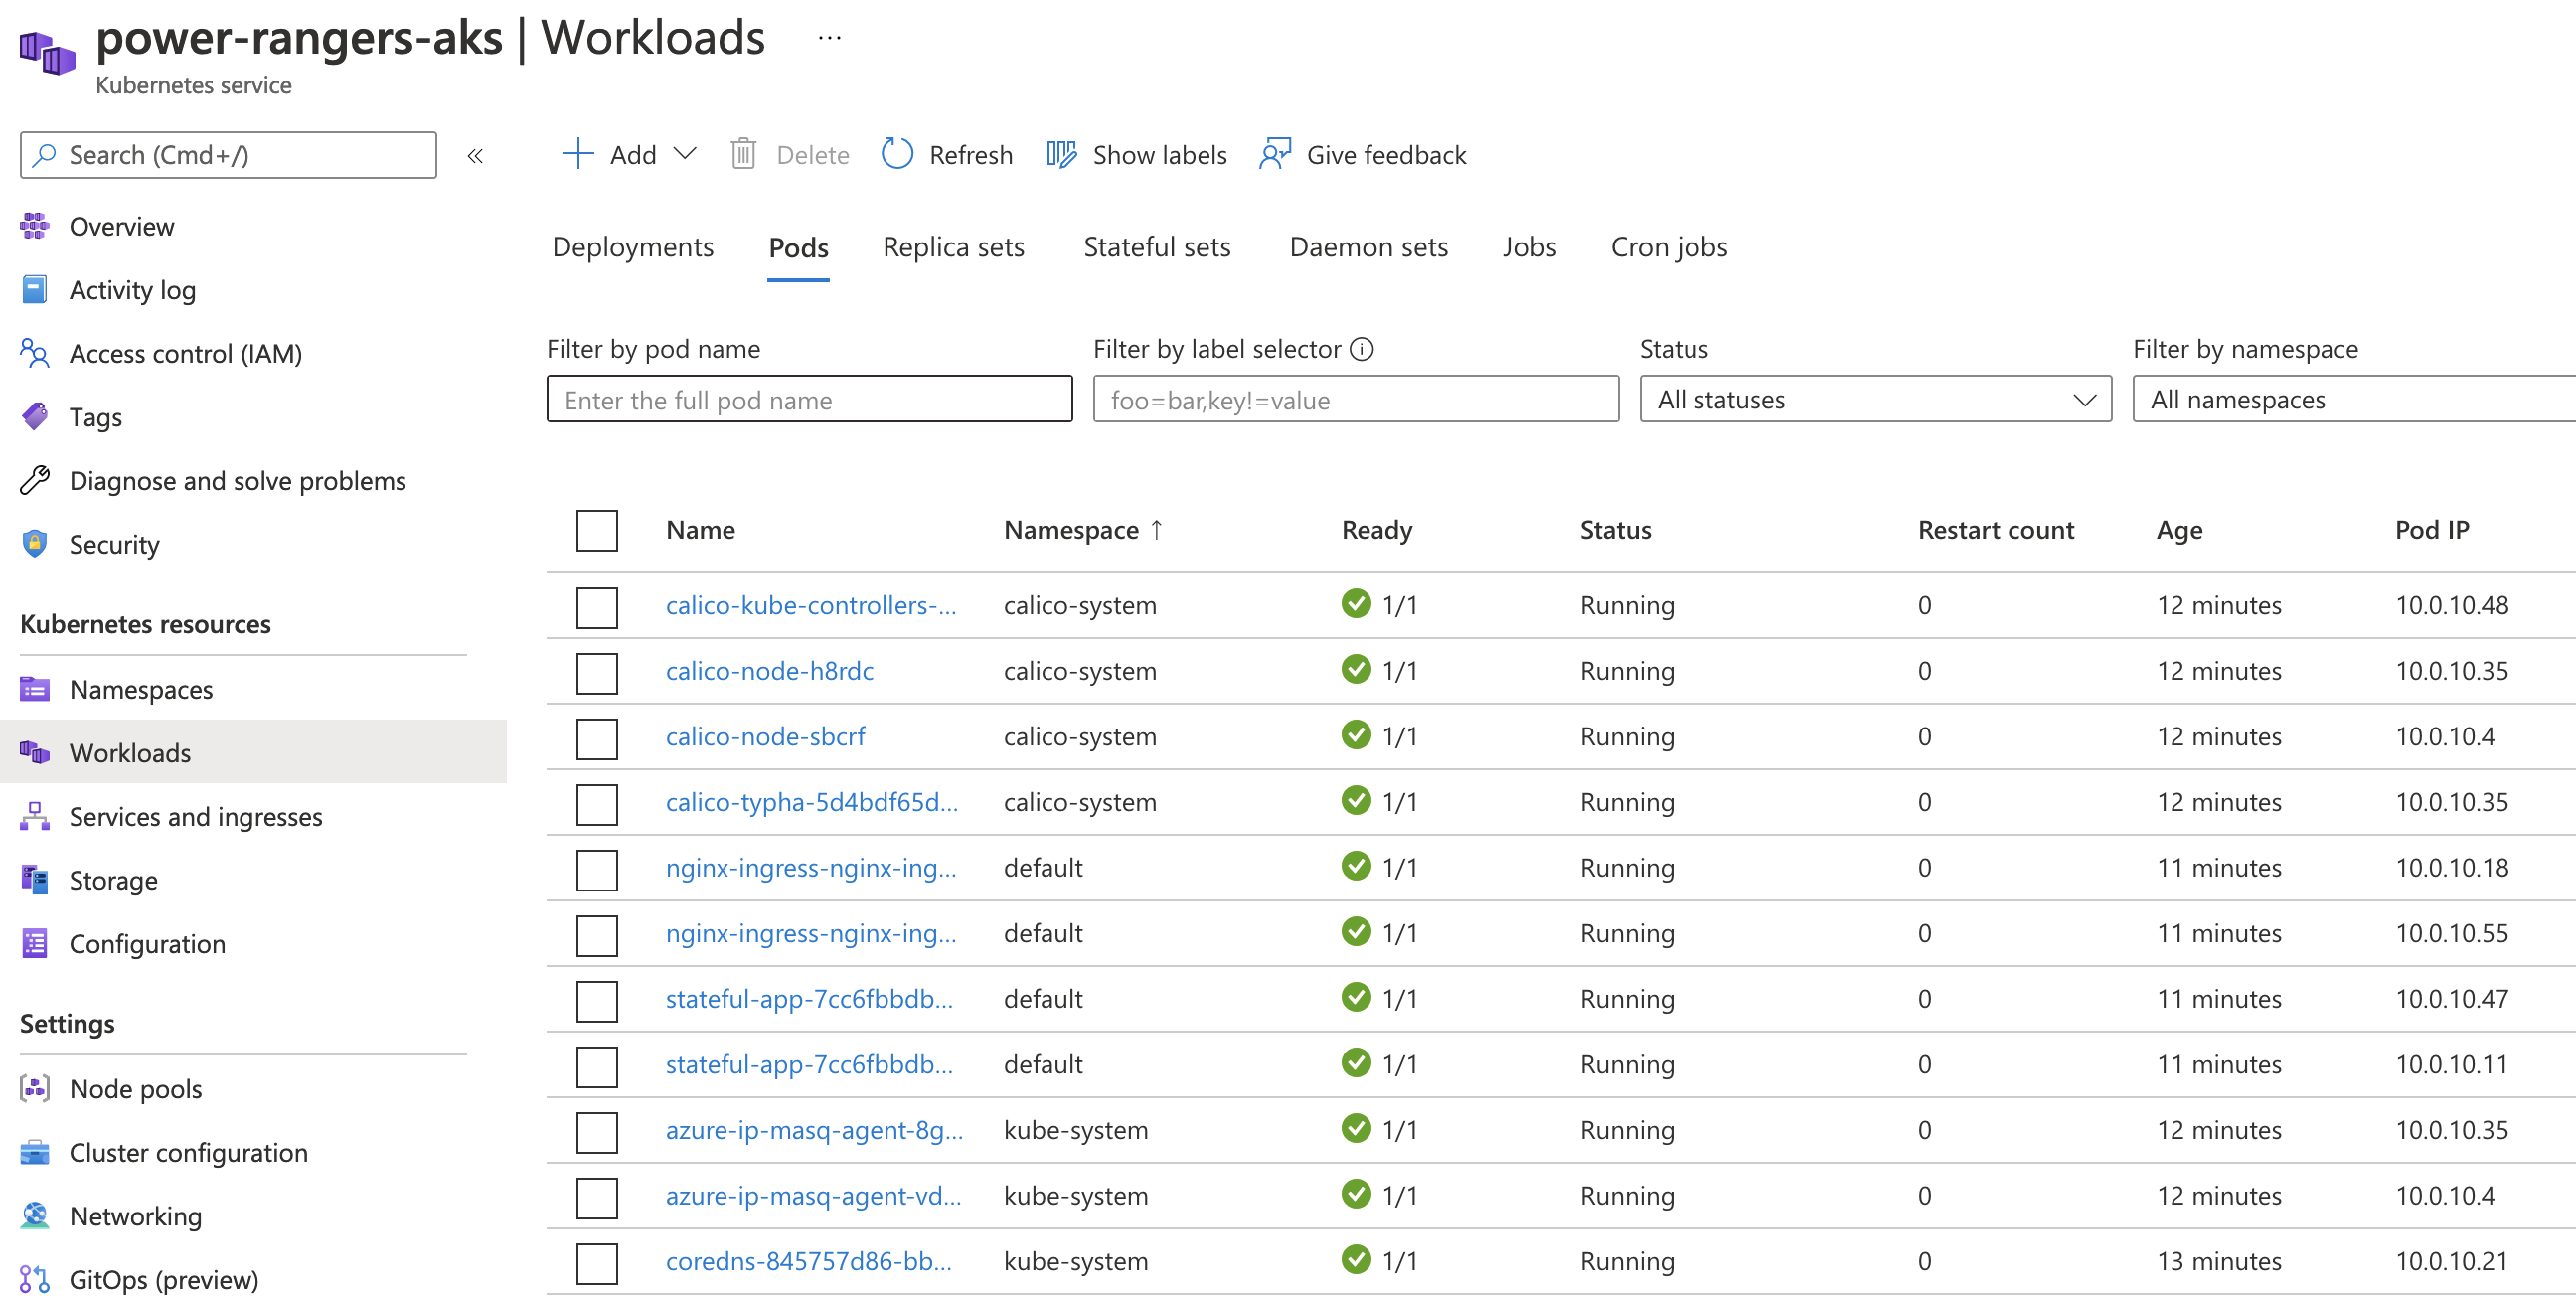 power-rangers-aks | Workloads ...
Kubernetes service
Search (Cmd+/)
«
Overview
Activity log
Access control (IAM)
Tags
Diagnose and solve problems
Security
Kubernetes resources
Namespaces
Workloads
Services and ingresses
Storage
Configuration
Settings
Node pools
Cluster configuration
Networking
GitOps (preview)
Add Delete Refresh Show labels Give feedback
Deployments Pods Replica sets Stateful sets Daemon sets Jobs Cron jobs
Filter by pod name Filter by label selector Status Filter by namespace
Enter the full pod name foo=bar,key!=value All statuses All namespaces
Name Namespace ↑ Ready Status Restart count Age Pod IP
calico-kube-controllers-... calico-system 1/1 Running 0 12 minutes 10.0.10.48
calico-node-h8rdc calico-system 1/1 Running 0 12 minutes 10.0.10.35
calico-node-sbcrf calico-system 1/1 Running 0 12 minutes 10.0.10.4
calico-typha-5d4bdf65d... calico-system 1/1 Running 0 12 minutes 10.0.10.35
nginx-ingress-nginx-ing... default 1/1 Running 0 11 minutes 10.0.10.18
nginx-ingress-nginx-ing... default 1/1 Running 0 11 minutes 10.0.10.55
stateful-app-7cc6fbbdb... default 1/1 Running 0 11 minutes 10.0.10.47
stateful-app-7cc6fbbdb... default 1/1 Running 0 11 minutes 10.0.10.11
azure-ip-masq-agent-8g... kube-system 1/1 Running 0 12 minutes 10.0.10.35
azure-ip-masq-agent-vd... kube-system 1/1 Running 0 12 minutes 10.0.10.4
coredns-845757d86-bb... kube-system 1/1 Running 0 13 minutes 10.0.10.21